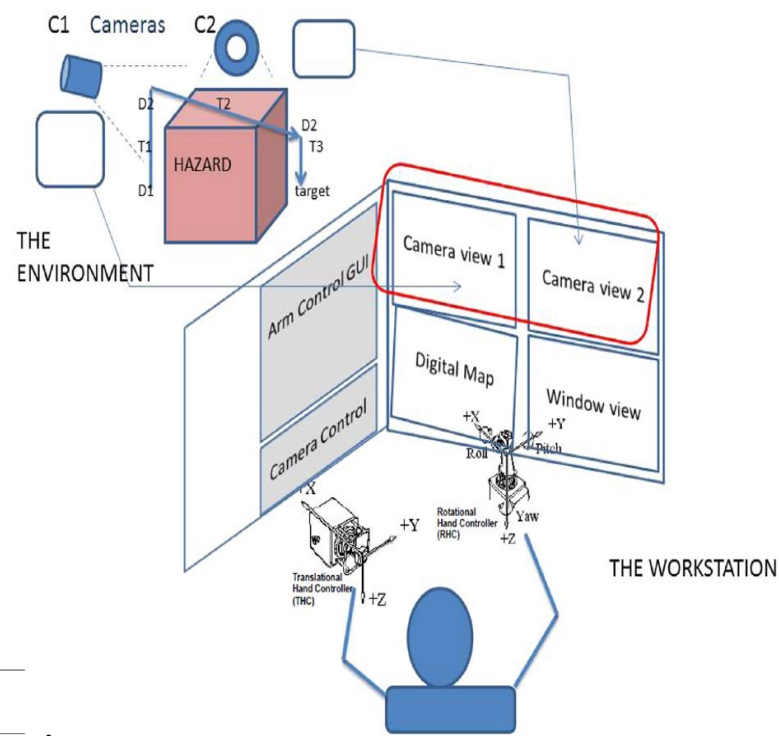 C1 Cameras C2
D2
T2
D2
T1
T3
HAZARD
D1
target
THE
ENVIRONMENT
Camera view 1
Camera view 2
Arm Control GUI
Digital Map
Window view
Camera Control
+X
+Y
Roll
Pitch
Yaw
+Z
Rotational
Hand Controller
(RHC)
+X
+Y
+Z
Translational
Hand Controller
(THC)
THE WORKSTATION